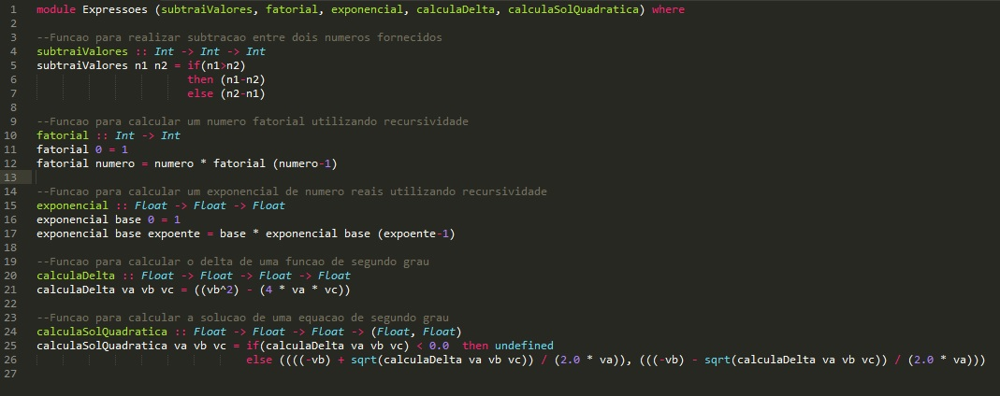 1 module Expressoes (subtraiValores, fatorial, exponencial, calculaDelta, calculaSolQuadratica) where
2
3 --Funcao para realizar subtracao entre dois numeros fornecidos
4 subtraiValores :: Int -> Int -> Int
5 subtraiValores n1 n2 = if(n1>n2)
6 then (n1-n2)
7 else (n2-n1)
8
9 --Funcao para calcular um numero fatorial utilizando recursividade
10 fatorial :: Int -> Int
11 fatorial 0 = 1
12 fatorial numero = numero * fatorial (numero-1)
13
14 --Funcao para calcular um exponencial de numero reais utilizando recursividade
15 exponencial :: Float -> Float -> Float
16 exponencial base 0 = 1
17 exponencial base expoente = base * exponencial base (expoente-1)
18
19 --Funcao para calcular o delta de uma funcao de segundo grau
20 calculaDelta :: Float -> Float -> Float -> Float
21 calculaDelta va vb vc = ((vb^2) - (4 * va * vc))
22
23 --Funcao para calcular a solucao de uma equacao de segundo grau
24 calculaSolQuadratica :: Float -> Float -> Float -> (Float, Float)
25 calculaSolQuadratica va vb vc = if(calculaDelta va vb vc) < 0.0  then undefined
26 else ((((-vb) + sqrt(calculaDelta va vb vc)) / (2.0 * va)), (((-vb) - sqrt(calculaDelta va vb vc)) / (2.0 * va)))
27